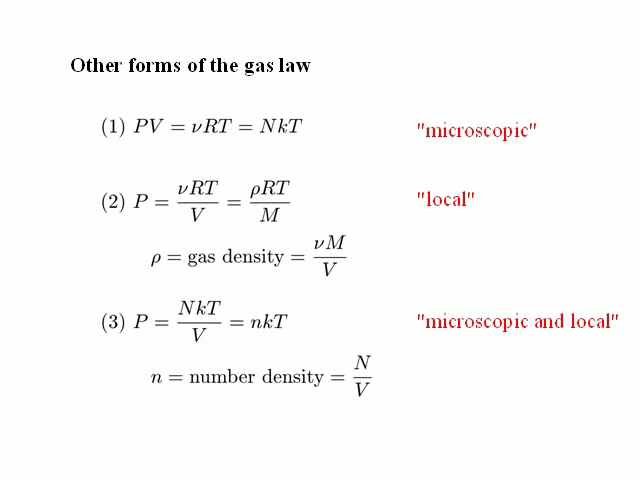 Other forms of the gas law
(1) PV = νRT = NkT "microscopic"
(2) P = νRT/V = ρRT/M "local"
ρ = gas density = νM/V
(3) P = NkT/V = nkT "microscopic and local"
n = number density = N/V